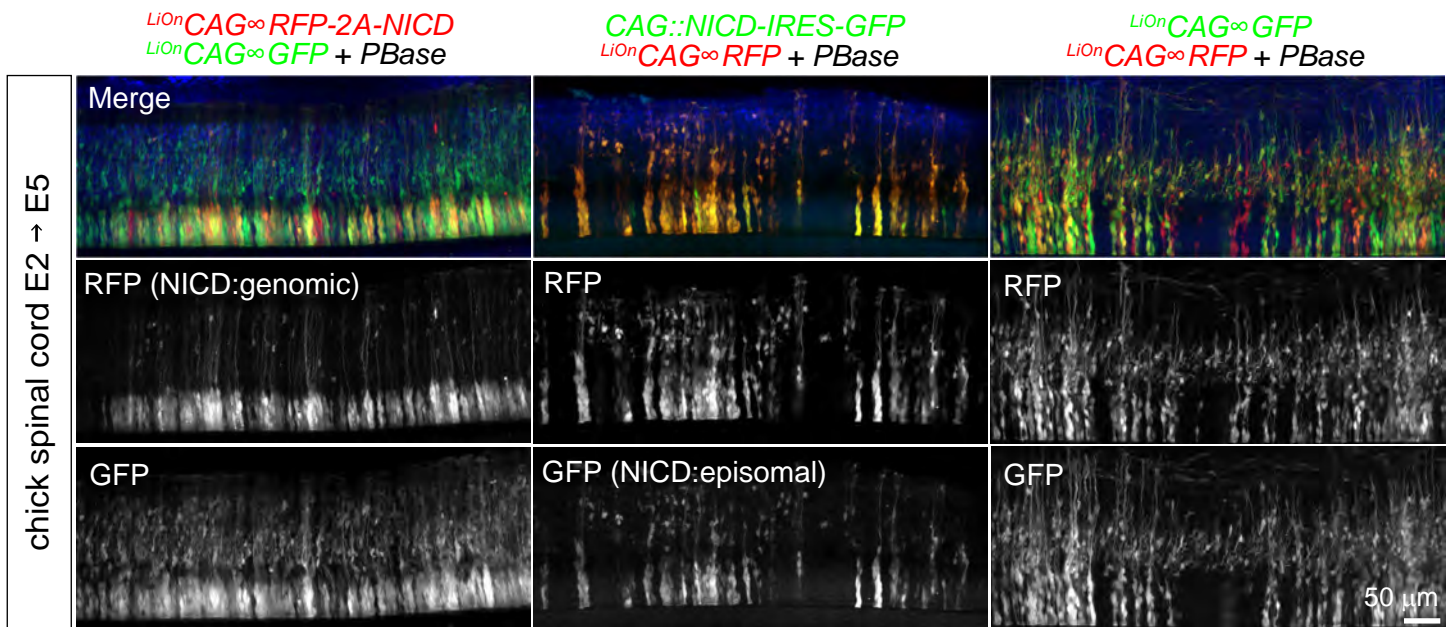 LiOnCAG∞RFP-2A-NICD
LiOnCAG∞GFP + PBase
CAG::NICD-IRES-GFP
LiOnCAG∞RFP + PBase
LiOnCAG∞GFP
LiOnCAG∞RFP + PBase
chick spinal cord E2 → E5
Merge
RFP (NICD:genomic)
RFP
RFP
GFP
GFP (NICD:episomal)
GFP
50 μm